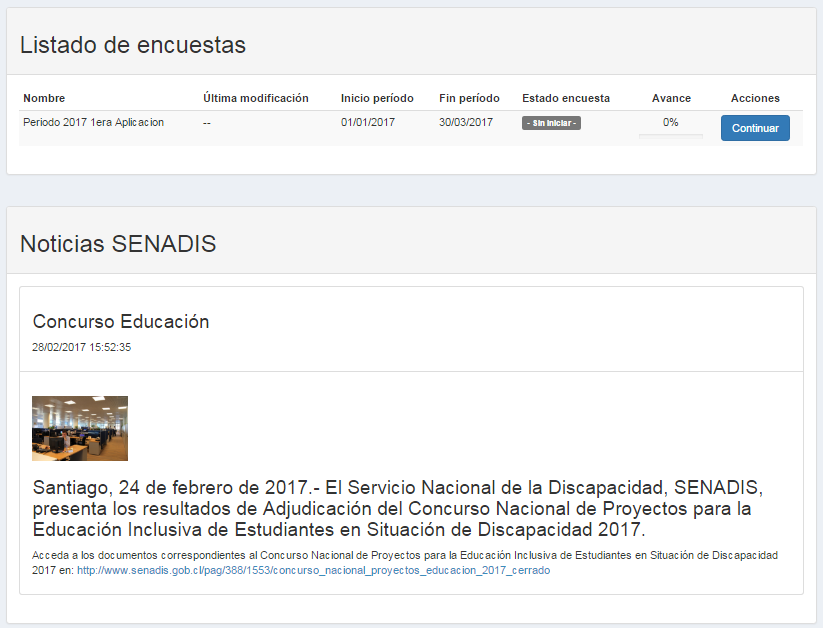 Listado de encuestas
Nombre Última modificación Inicio período Fin período Estado encuesta Avance Acciones
Periodo 2017 1era Aplicacion -- 01/01/2017 30/03/2017 - Sin Iniciar - 0% Continuar
Noticias SENADIS
Concurso Educación
28/02/2017 15:52:35
Santiago, 24 de febrero de 2017.- El Servicio Nacional de la Discapacidad, SENADIS,
presenta los resultados de Adjudicación del Concurso Nacional de Proyectos para la
Educación Inclusiva de Estudiantes en Situación de Discapacidad 2017.
Acceda a los documentos correspondientes al Concurso Nacional de Proyectos para la Educación Inclusiva de Estudiantes en Situación de Discapacidad
2017 en: http://www.senadis.gob.cl/pag/388/1553/concurso_nacional_proyectos_educacion_2017_cerrado